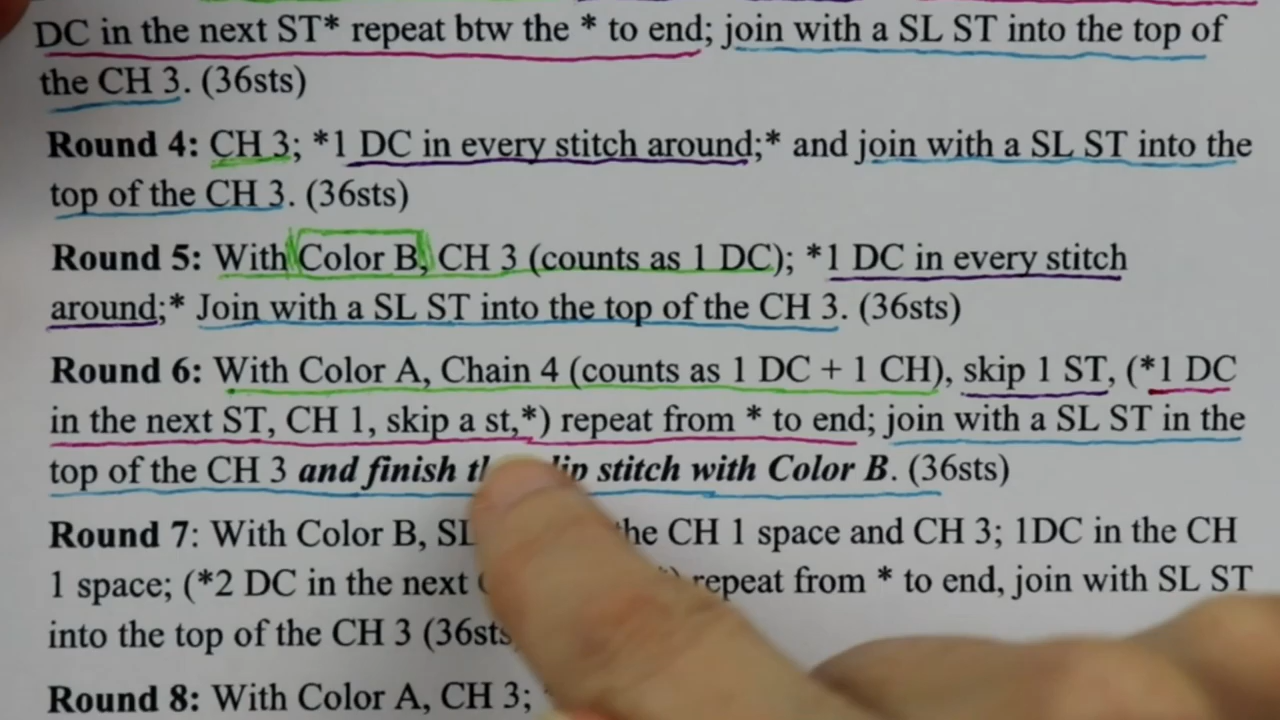 DC in the next ST* repeat btw the * to end; join with a SL ST into the top of
the CH 3. (36sts)
Round 4: CH 3; *1 DC in every stitch around;* and join with a SL ST into the
top of the CH 3. (36sts)
Round 5: With Color B, CH 3 (counts as 1 DC); *1 DC in every stitch
around;* Join with a SL ST into the top of the CH 3. (36sts)
Round 6: With Color A, Chain 4 (counts as 1 DC + 1 CH), skip 1 ST, (*1 DC
in the next ST, CH 1, skip a st,*) repeat from * to end; join with a SL ST in the
top of the CH 3 and finish stitch with Color B. (36sts)
Round 7: With Color B, SL the CH 1 space and CH 3; 1DC in the CH
1 space; (*2 DC in the next repeat from * to end, join with SL ST
into the top of the CH 3 (36sts
Round 8: With Color A, CH 3;